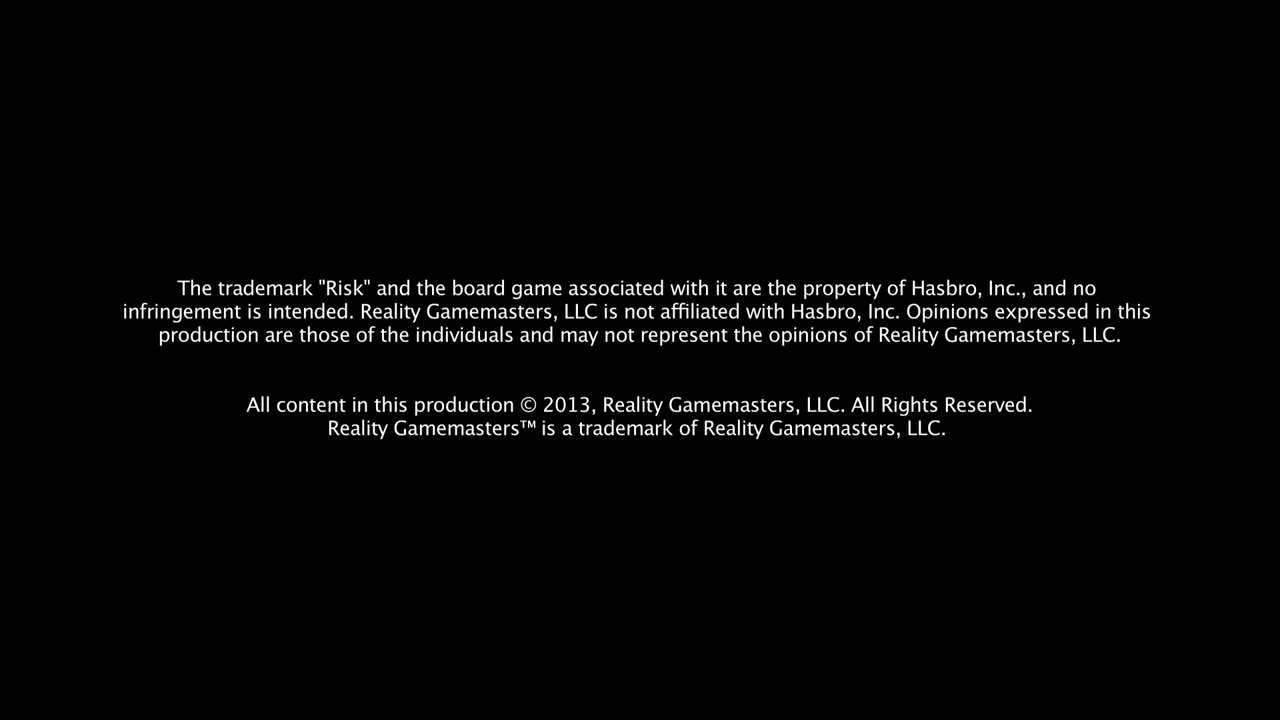 The trademark "Risk" and the board game associated with it are the property of Hasbro, Inc., and no
infringement is intended. Reality Gamemasters, LLC is not affiliated with Hasbro, Inc. Opinions expressed in this
production are those of the individuals and may not represent the opinions of Reality Gamemasters, LLC.
All content in this production © 2013, Reality Gamemasters, LLC. All Rights Reserved.
Reality Gamemasters™ is a trademark of Reality Gamemasters, LLC.